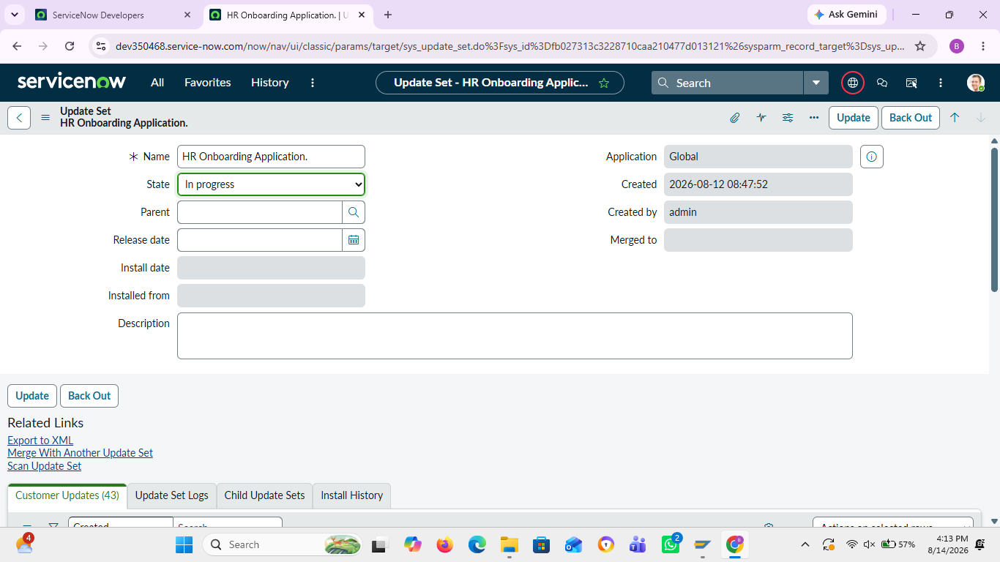 ServiceNow Developers
HR Onboarding Application. | U
Ask Gemini
dev350468.service-now.com/now/nav/ui/classic/params/target/sys_update_set.do%3Fsys_id%3Dfb027313c3228710caa210477d013121%26sysparm_record_target%3Dsys_up...
B
servicenow
All
Favorites
History
Update Set - HR Onboarding Applic...
Search
Update Set
HR Onboarding Application.
Update
Back Out
Name
HR Onboarding Application.
Application
Global
State
In progress
Created
2026-08-12 08:47:52
Parent
Created by
admin
Release date
Merged to
Install date
Installed from
Description
Update
Back Out
Related Links
Export to XML
Merge With Another Update Set
Scan Update Set
Customer Updates (43)
Update Set Logs
Child Update Sets
Install History
Created
Search
Actions on selected rows...
4
Search
2
57%
4:13 PM
8/14/2026